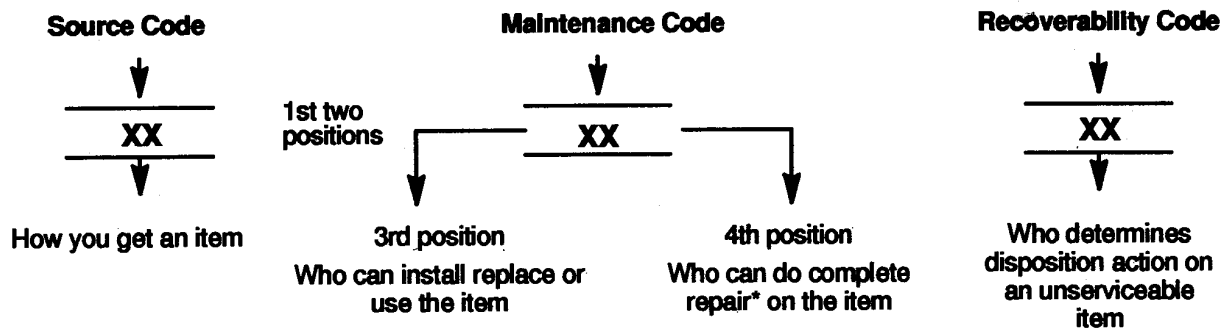 Source Code
Maintenance Code
Recoverability Code
XX
1st two
positions
XX
XX
How you get an item
3rd position
Who can install replace or
use the item
4th position
Who can do complete
repair* on the item
Who determines
disposition action on
an unserviceable
item